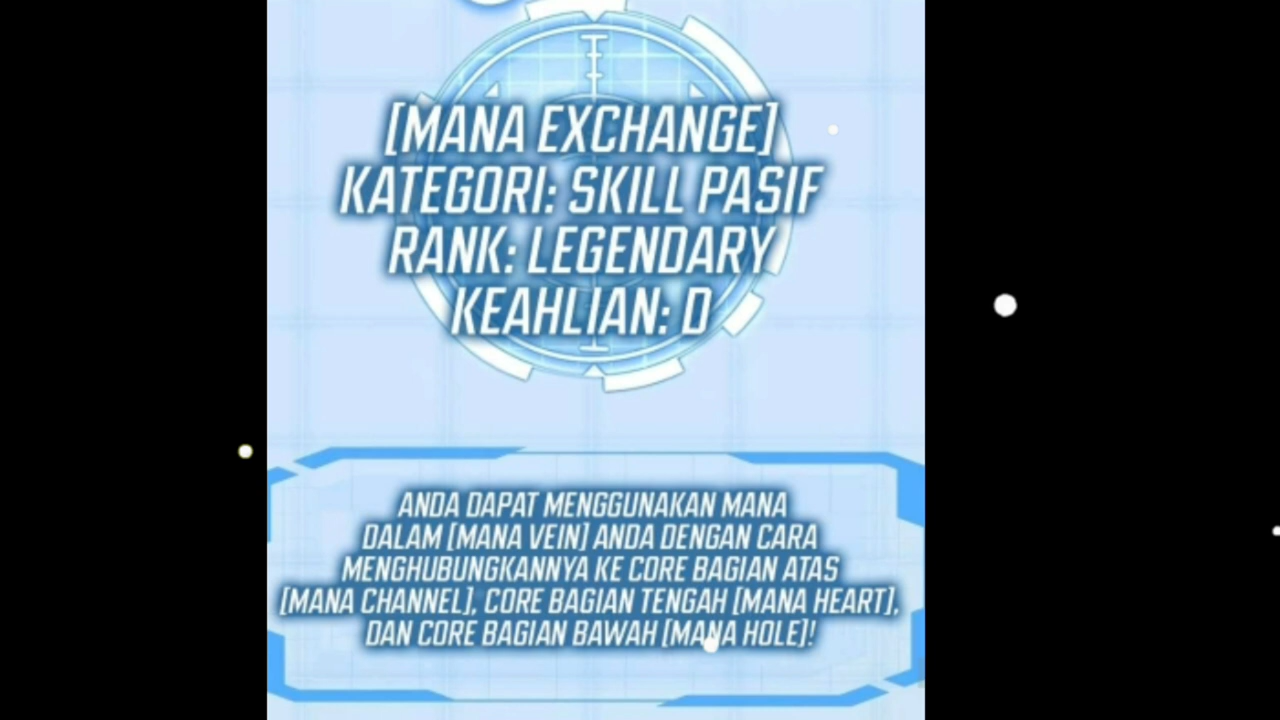 [MANA EXCHANGE]
KATEGORI: SKILL PASIF
RANK: LEGENDARY
KEAHLIAN: D
ANDA DAPAT MENGGUNAKAN MANA
DALAM [MANA VEIN] ANDA DENGAN CARA
MENGHUBUNGKANNYA KE CORE BAGIAN ATAS
[MANA CHANNEL], CORE BAGIAN TENGAH [MANA HEART],
DAN CORE BAGIAN BAWAH [MANA HOLE]!